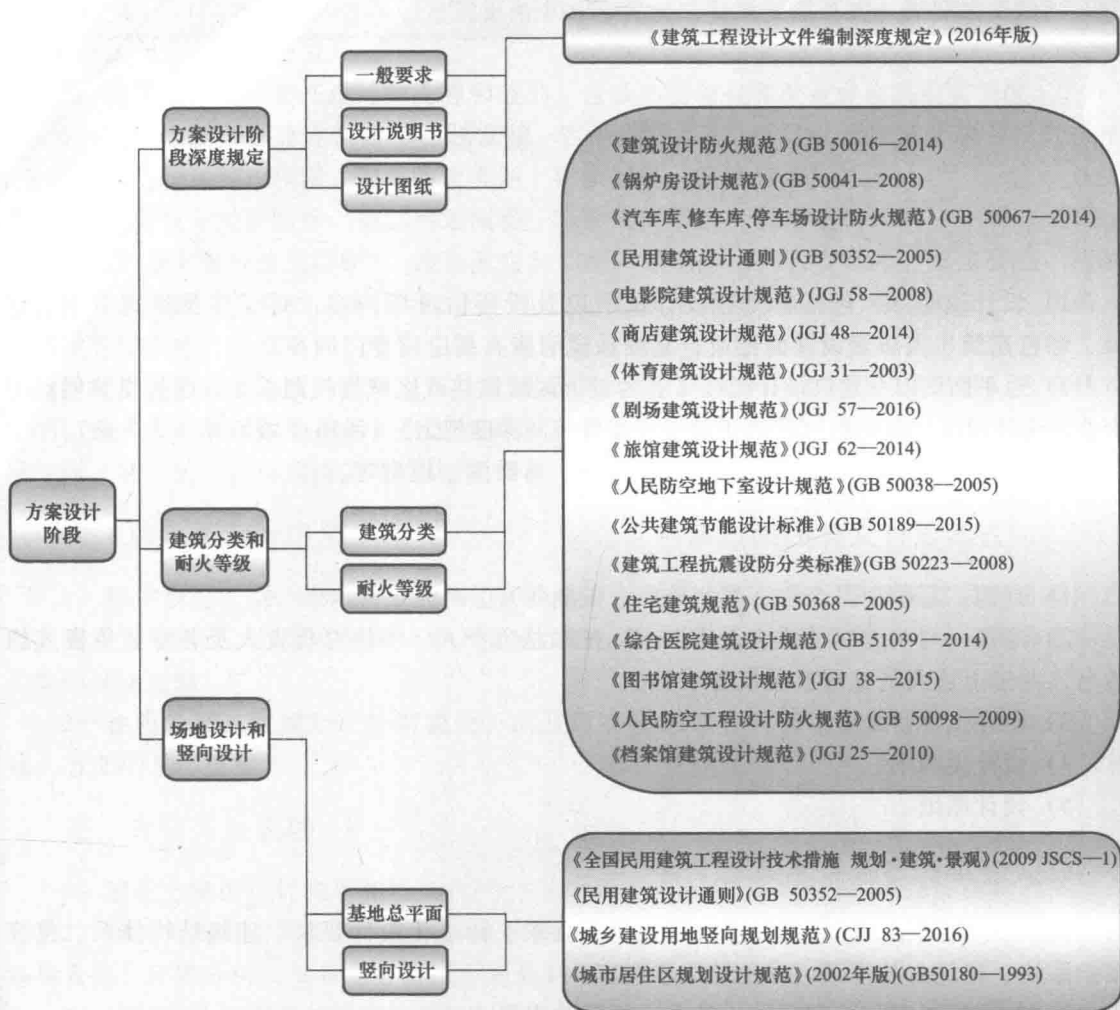 方案设计
阶段
方案设计阶
段深度规定
一般要求
设计说明书
设计图纸
《建筑工程设计文件编制深度规定》(2016年版)
建筑分类和
耐火等级
建筑分类
耐火等级
《建筑设计防火规范》(GB 50016—2014)
《锅炉房设计规范》(GB 50041—2008)
《汽车库、修车库、停车场设计防火规范》(GB 50067—2014)
《民用建筑设计通则》(GB 50352—2005)
《电影院建筑设计规范》(JGJ 58—2008)
《商店建筑设计规范》(JGJ 48—2014)
《体育建筑设计规范》(JGJ 31—2003)
《剧场建筑设计规范》(JGJ 57—2016)
《旅馆建筑设计规范》(JGJ 62—2014)
《人民防空地下室设计规范》(GB 50038—2005)
《公共建筑节能设计标准》(GB 50189—2015)
《建筑工程抗震设防分类标准》(GB 50223—2008)
《住宅建筑规范》(GB 50368—2005)
《综合医院建筑设计规范》(GB 51039—2014)
《图书馆建筑设计规范》(JGJ 38—2015)
《人民防空工程设计防火规范》(GB 50098—2009)
《档案馆建筑设计规范》(JGJ 25—2010)
场地设计和
竖向设计
基地总平面
竖向设计
《全国民用建筑工程设计技术措施 规划·建筑·景观》(2009 JSCS—1)
《民用建筑设计通则》(GB 50352—2005)
《城乡建设用地竖向规划规范》(CJJ 83—2016)
《城市居住区规划设计规范》(2002年版)(GB50180—1993)